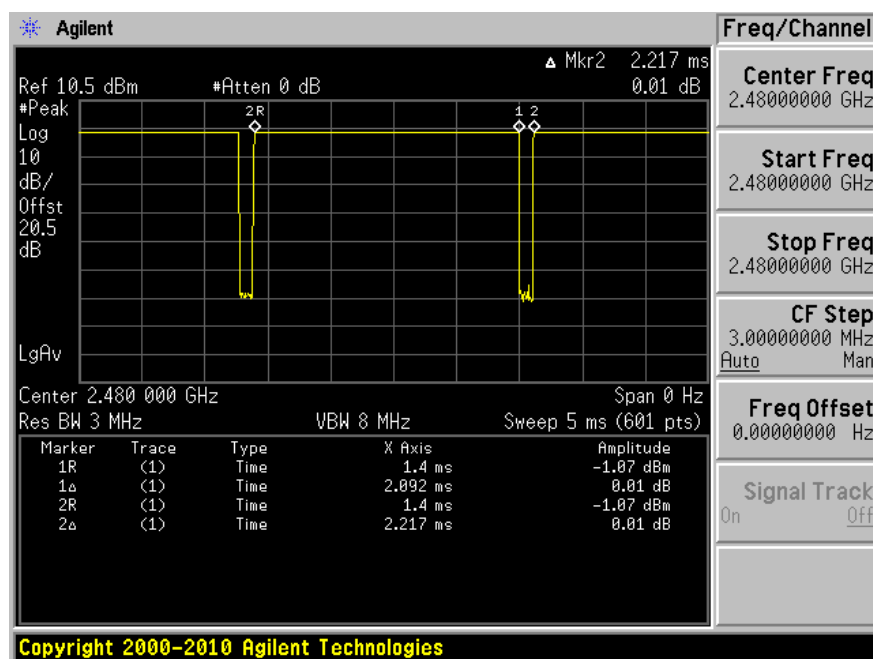 Agilent
Freq/Channel
Δ Mkr2 2.217 ms
Ref 10.5 dBm #Atten 0 dB 0.01 dB
#Peak
Log
10
dB/
Offst
20.5
dB
LgAv
2R
1 2
Center 2.480 000 GHz Span 0 Hz
Res BW 3 MHz VBW 8 MHz Sweep 5 ms (601 pts)
Marker Trace Type X Axis Amplitude
1R (1) Time 1.4 ms -1.07 dBm
1Δ (1) Time 2.092 ms 0.01 dB
2R (1) Time 1.4 ms -1.07 dBm
2Δ (1) Time 2.217 ms 0.01 dB
Center Freq
2.48000000 GHz
Start Freq
2.48000000 GHz
Stop Freq
2.48000000 GHz
CF Step
3.00000000 MHz
Auto Man
Freq Offset
0.00000000 Hz
Signal Track
On Off
Copyright 2000-2010 Agilent Technologies